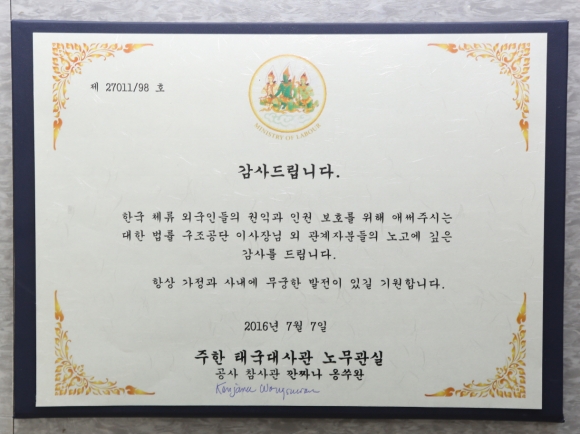 제 27011/98 호
MINISTRY OF LABOUR
감사드립니다.
한국 체류 외국인들의 권익과 인권 보호를 위해 애써주시는
대한 법률 구조공단 이사장님 외 관계자분들의 노고에 깊은
감사를 드립니다.
항상 가정과 사내에 무궁한 발전이 있길 기원합니다.
2016년 7월 7일
주한 태국대사관 노무관실
공사 참사관 깐짜나 웡쑤완